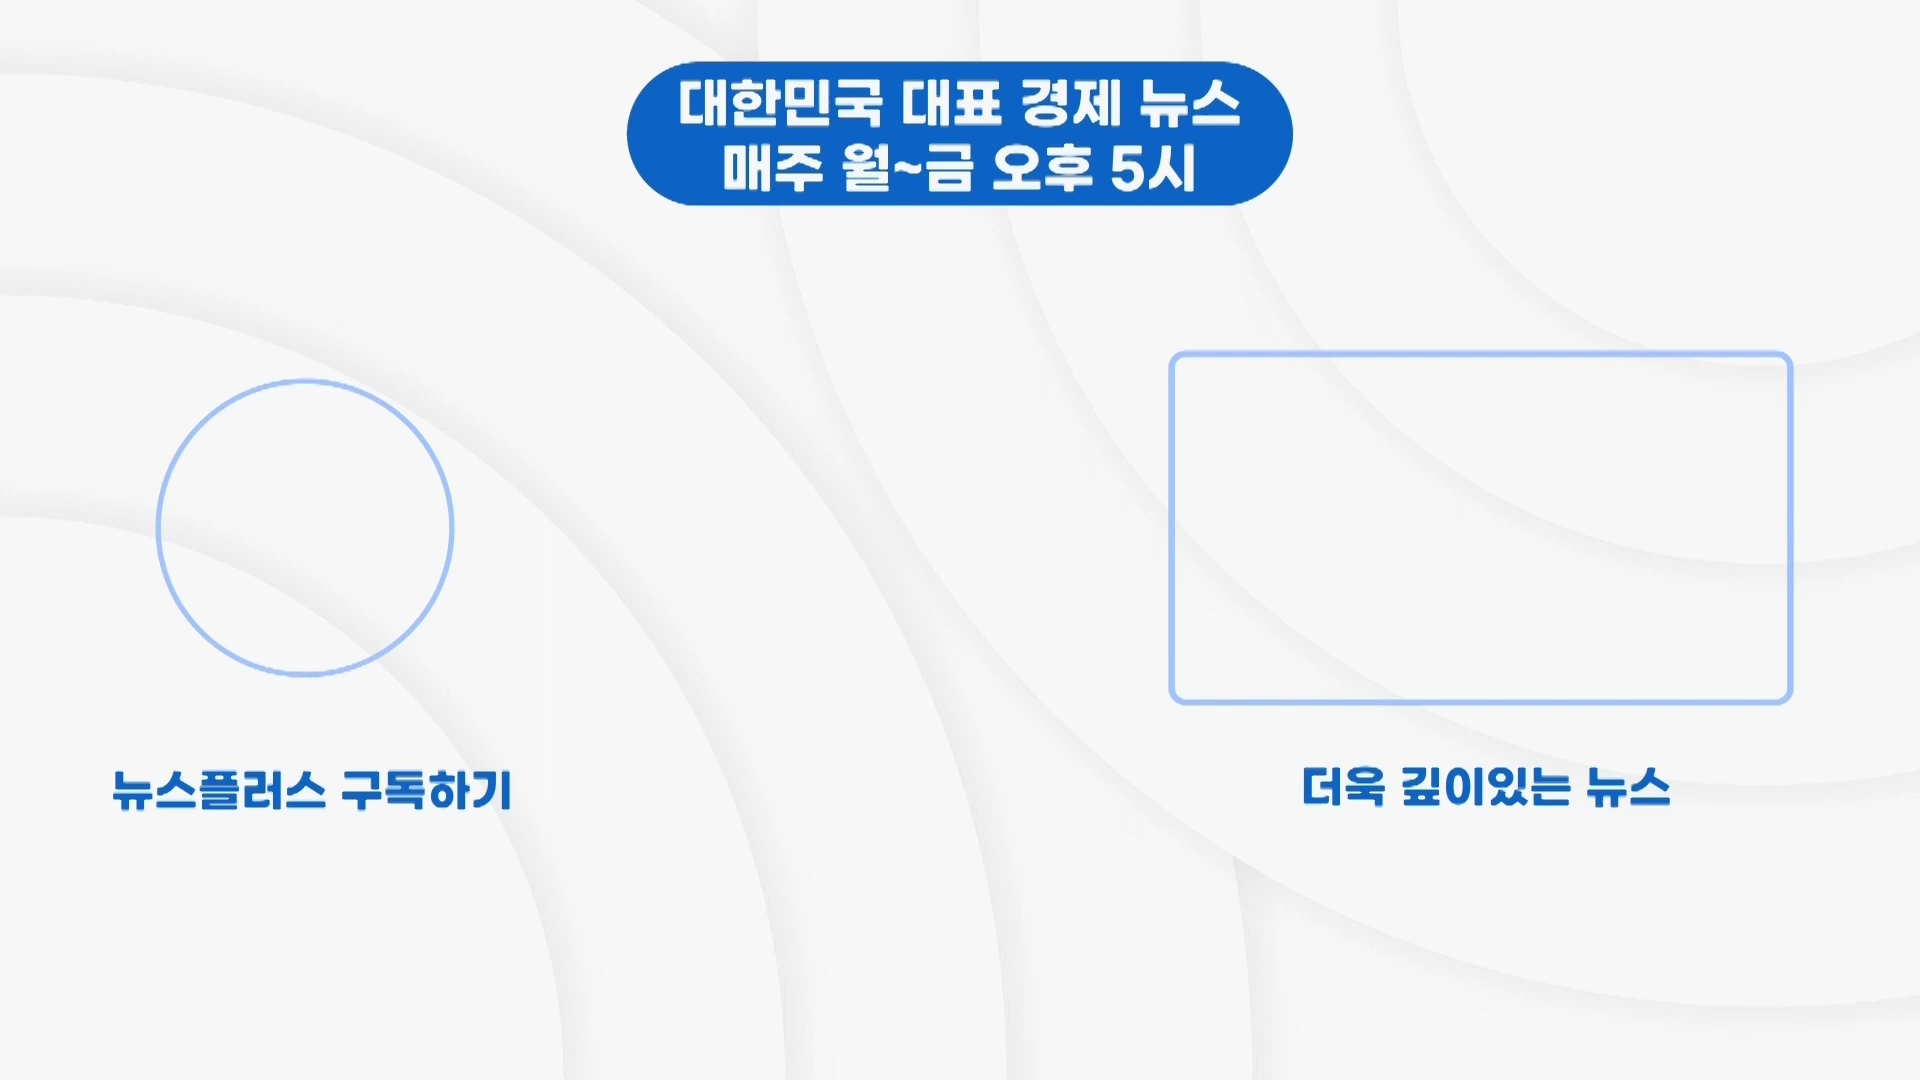 대한민국 대표 경제 뉴스
매주 월~금 오후 5시
뉴스플러스 구독하기
더욱 깊이있는 뉴스